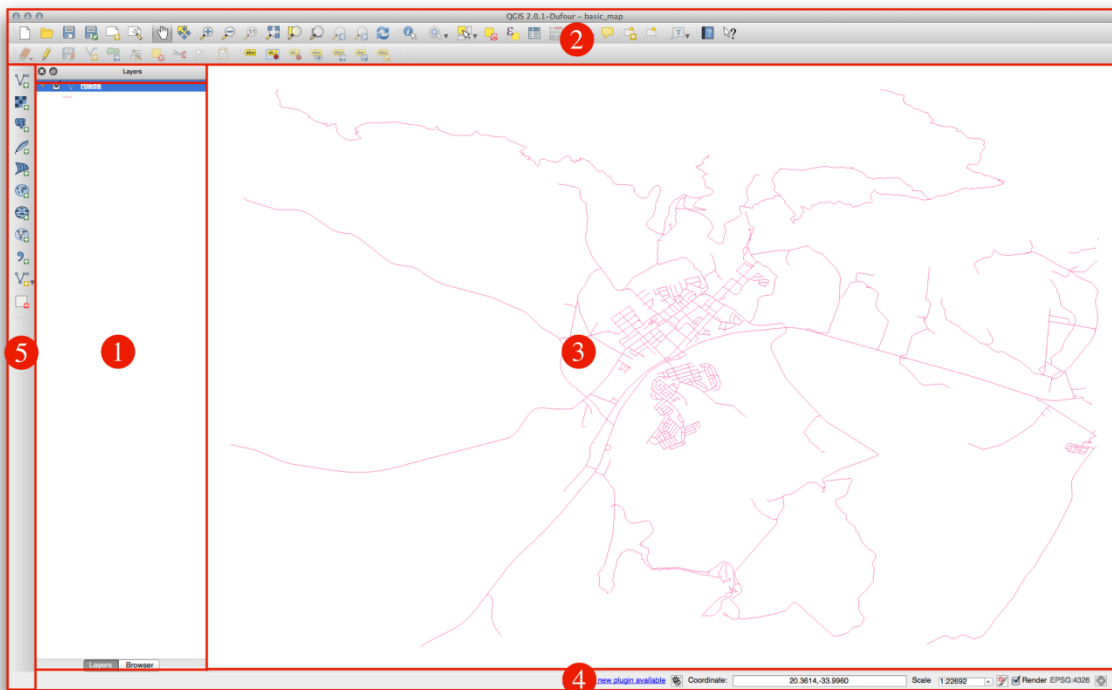 QGIS 2.0.1-Dufour - basic_map
2
Layers
roads
5
1
3
Layers Browser
4
new plugin available Coordinate: 20.3614,-33.9960 Scale 1:22692 Render EPSG:4326